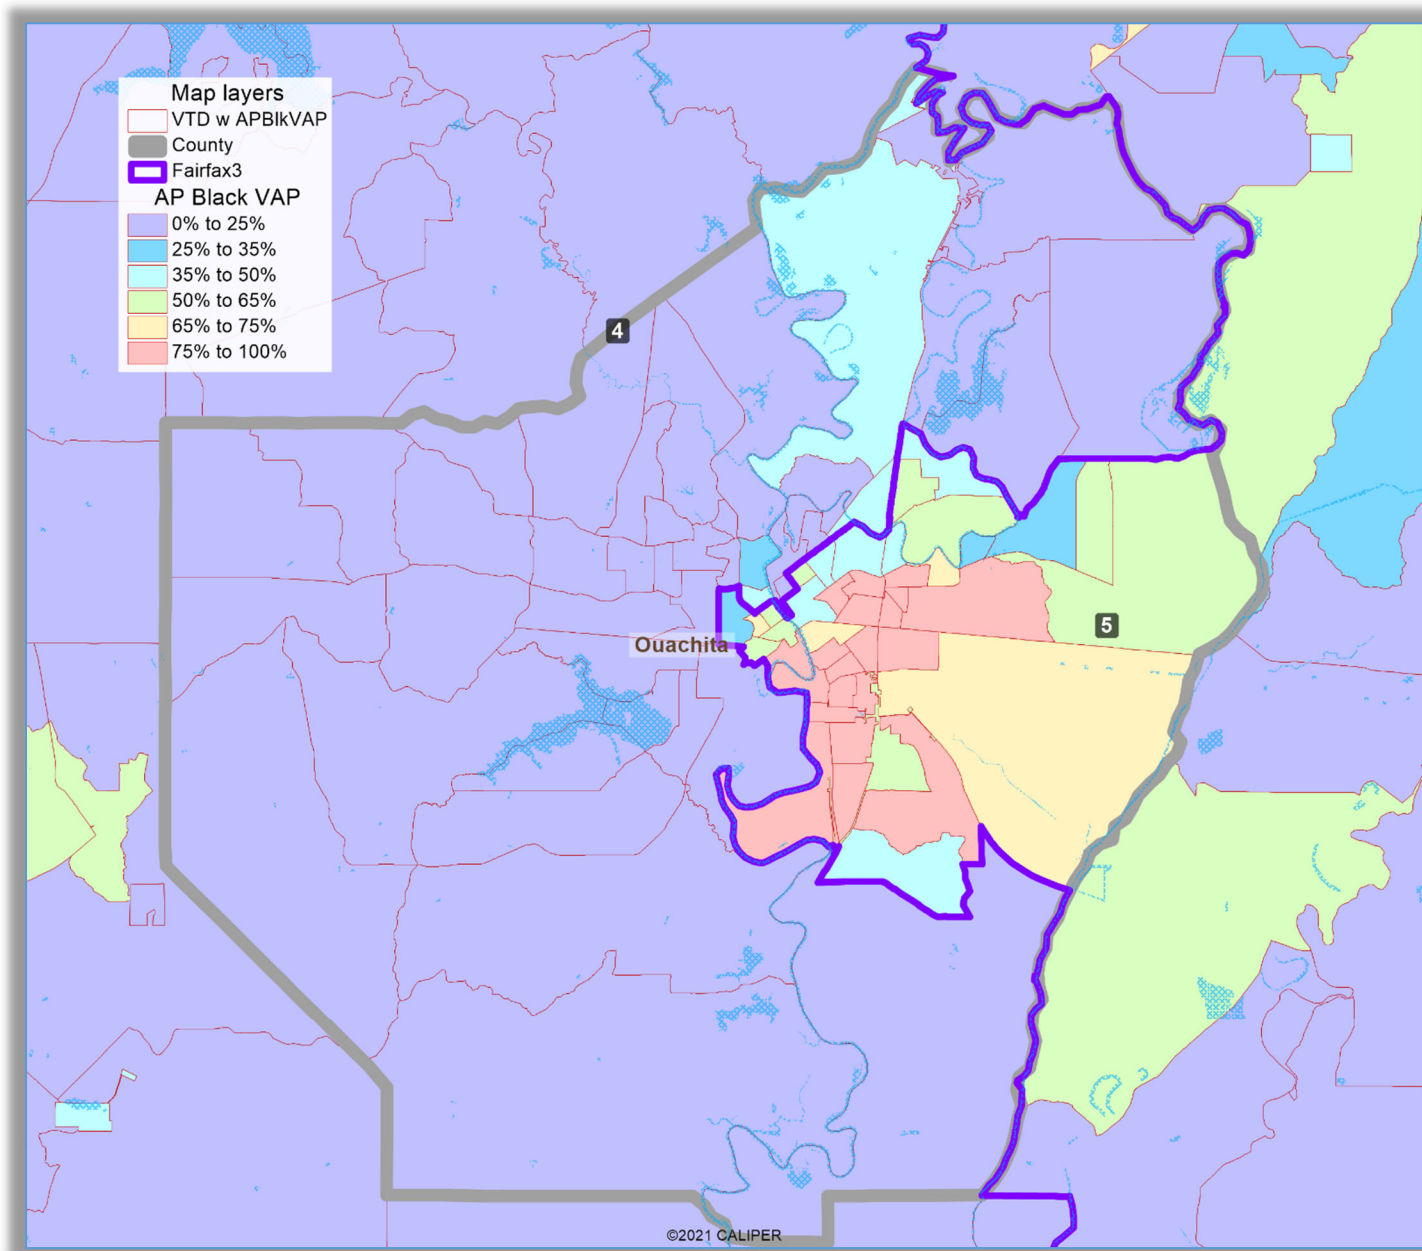 Map layers
VTD w APBlkVAP
County
Fairfax3
AP Black VAP
0% to 25%
25% to 35%
35% to 50%
50% to 65%
65% to 75%
75% to 100%
4
5
Ouachita
©2021 CALIPER